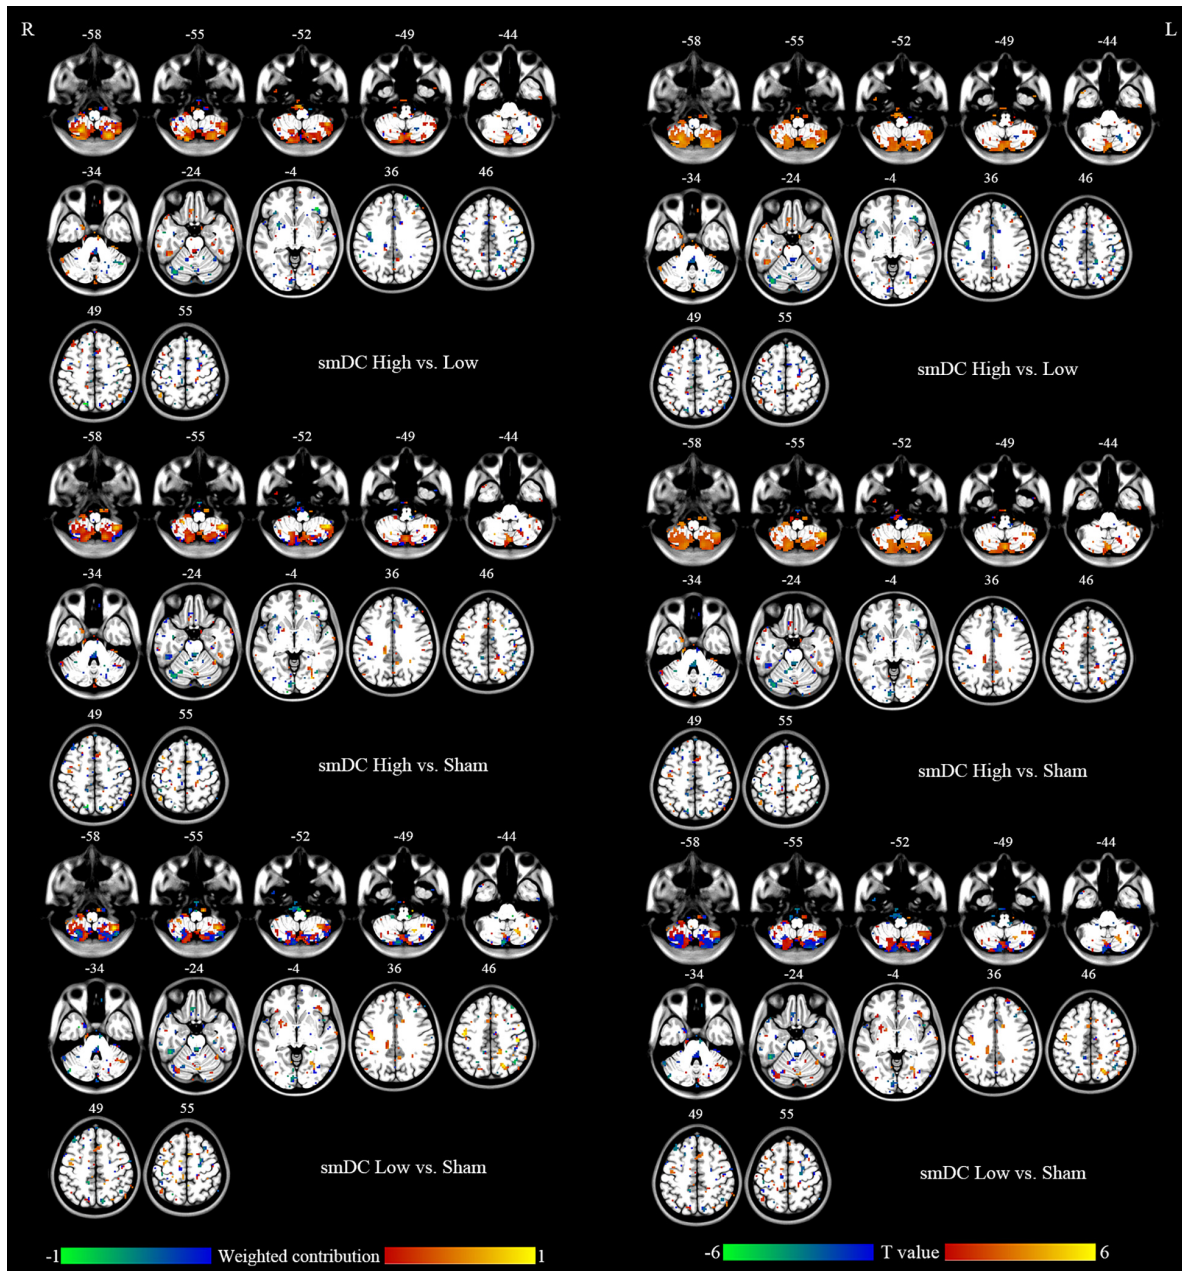 R
L
-58 -55 -52 -49 -44
-34 -24 -4 36 46
49 55
smDC High vs. Low
-58 -55 -52 -49 -44
-34 -24 -4 36 46
49 55
smDC High vs. Sham
-58 -55 -52 -49 -44
-34 -24 -4 36 46
49 55
smDC Low vs. Sham
-1 Weighted contribution 1
-58 -55 -52 -49 -44
-34 -24 -4 36 46
49 55
smDC High vs. Low
-58 -55 -52 -49 -44
-34 -24 -4 36 46
49 55
smDC High vs. Sham
-58 -55 -52 -49 -44
-34 -24 -4 36 46
49 55
smDC Low vs. Sham
-6 T value 6